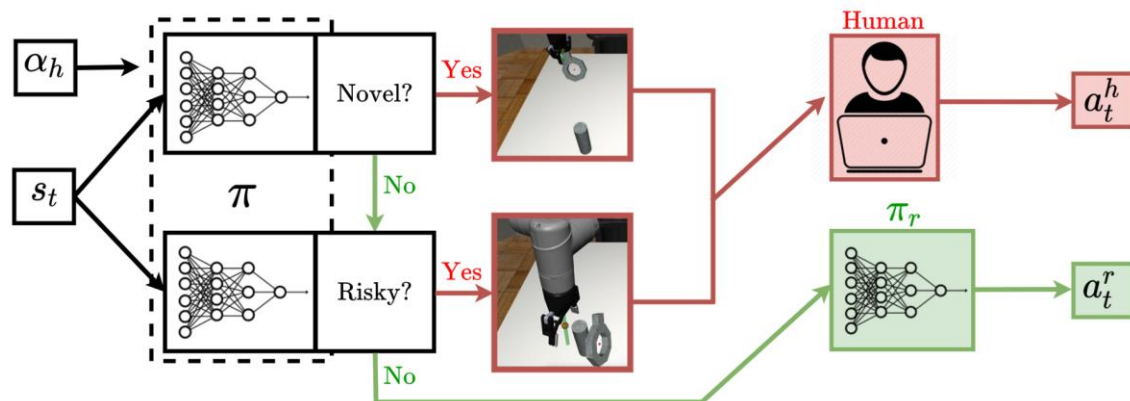 Human
α_h
Novel?
Yes
a_t^h
No
s_t
π
π_r
Risky?
Yes
a_t^r
No